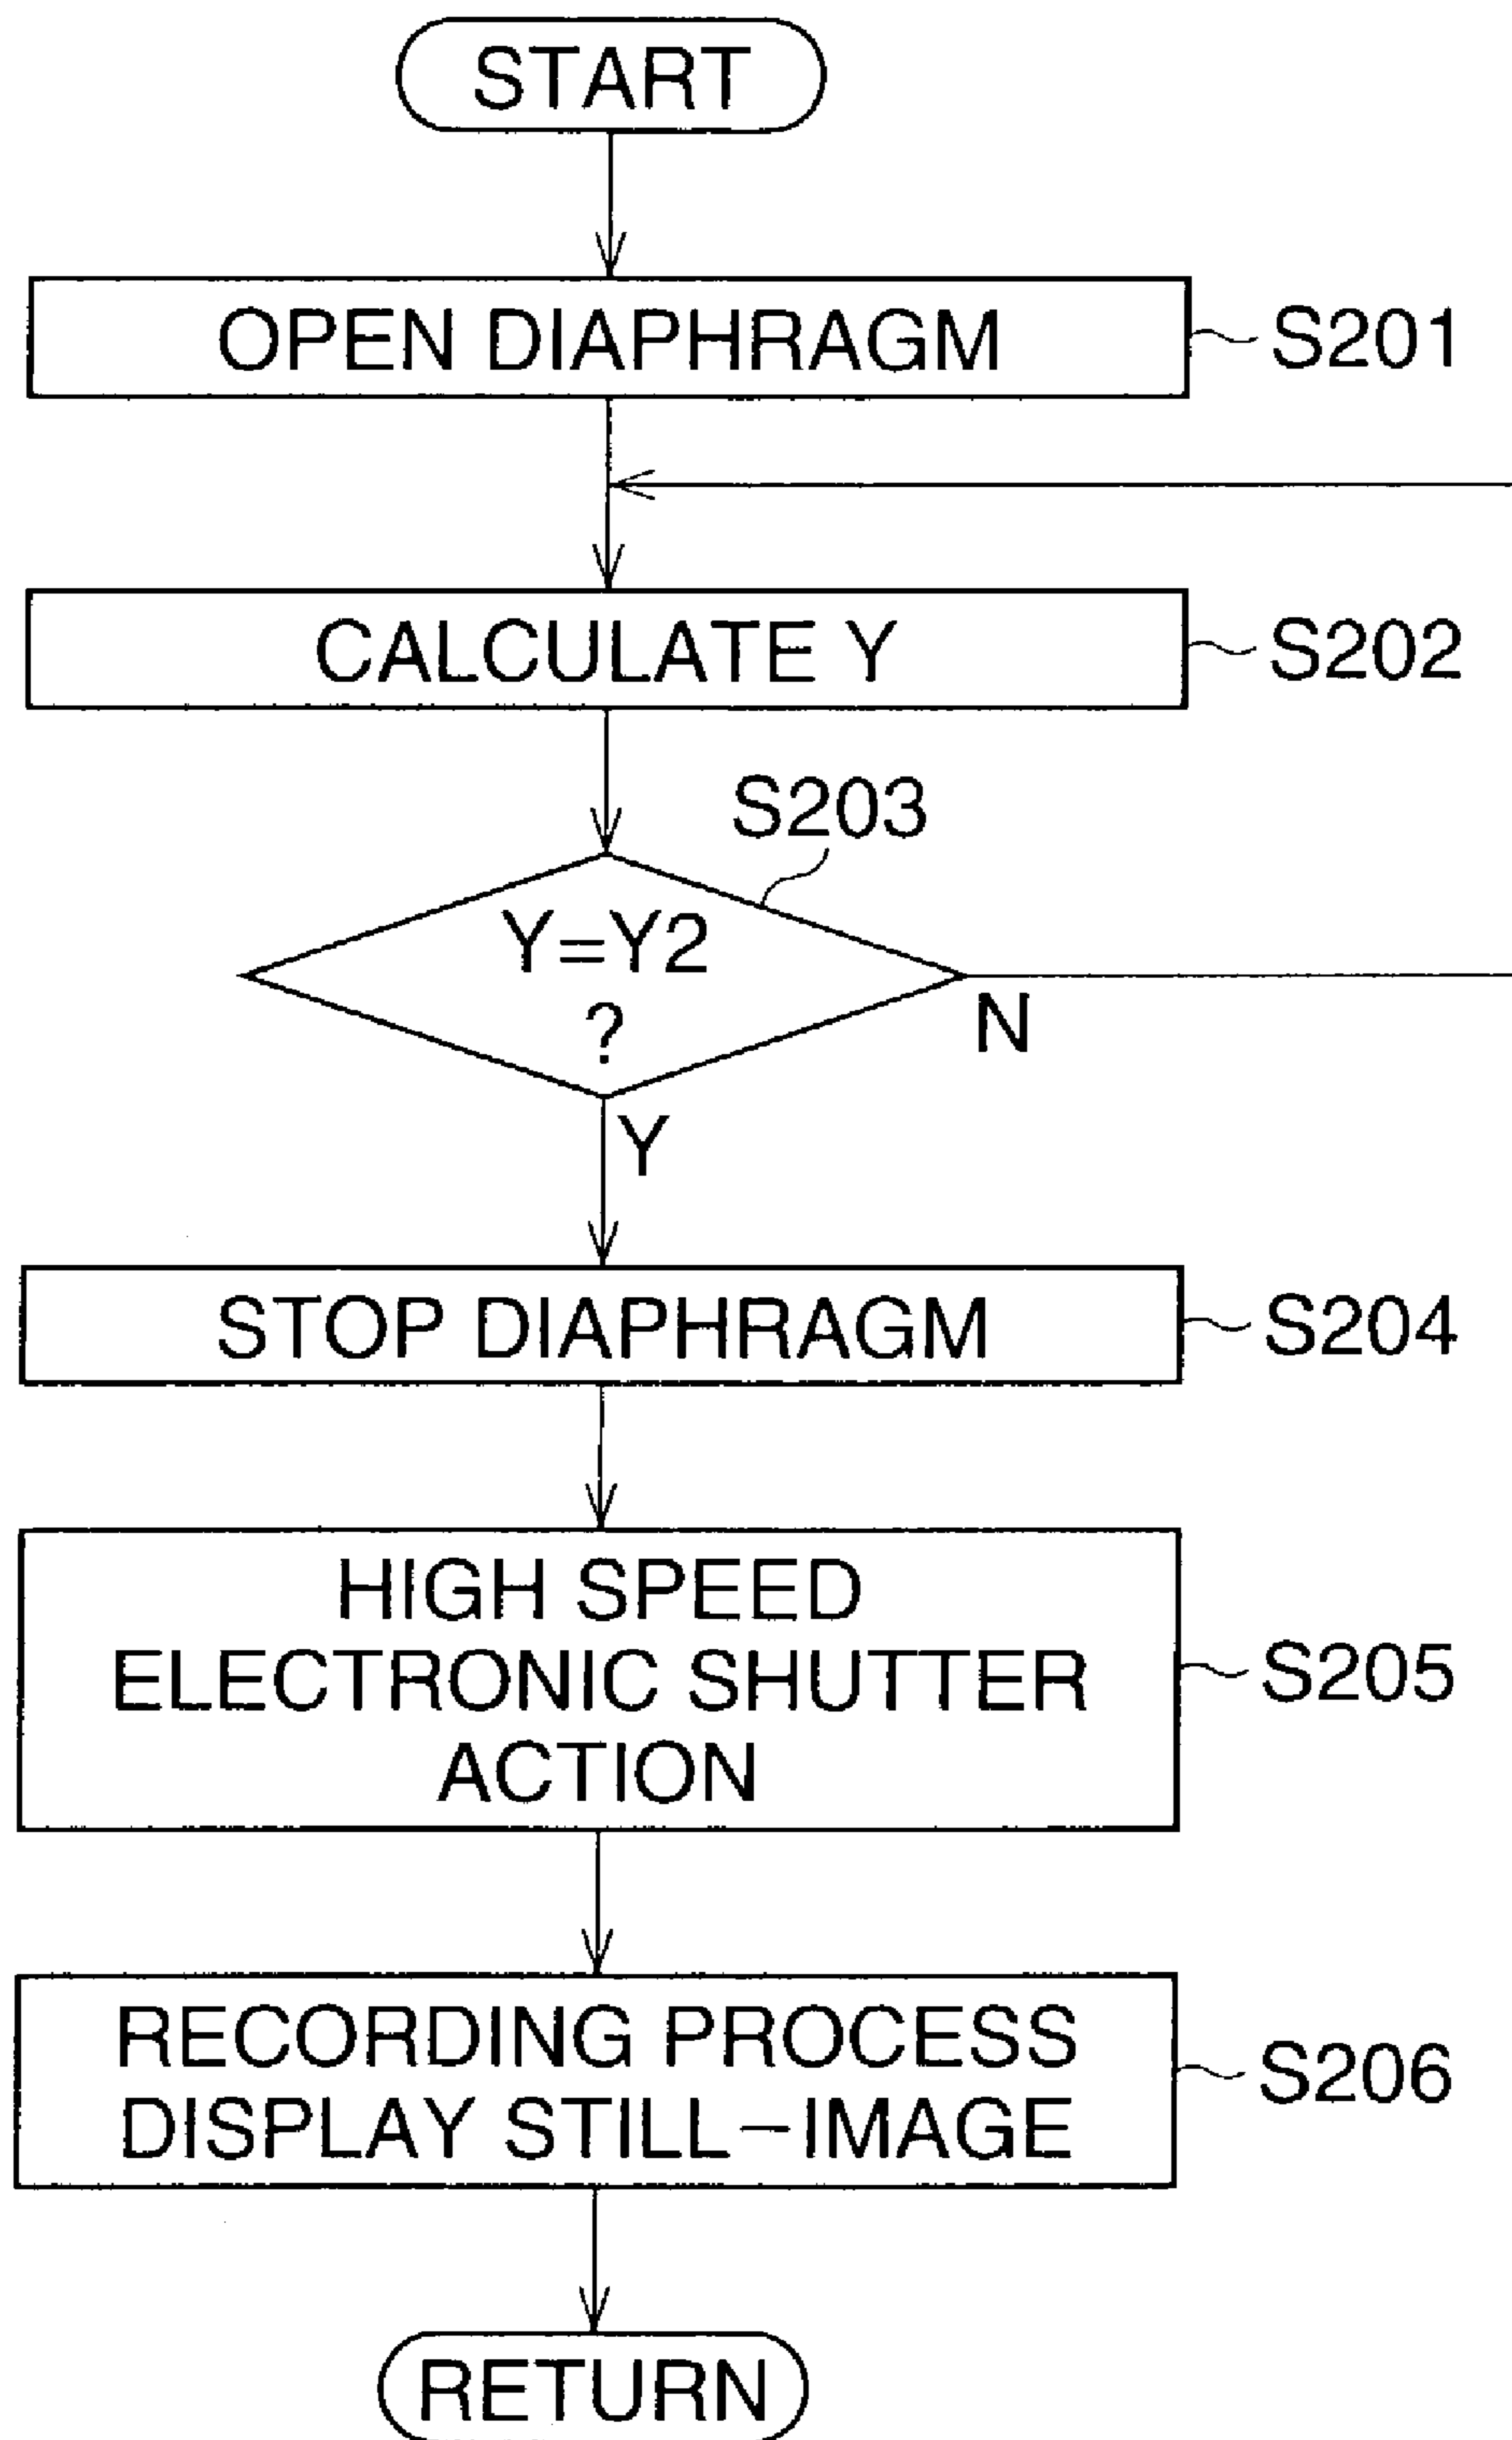 START
OPEN DIAPHRAGM
S201
CALCULATE Y
S202
S203
Y=Y2
?
N
Y
STOP DIAPHRAGM
S204
HIGH SPEED
ELECTRONIC SHUTTER
ACTION
S205
RECORDING PROCESS
DISPLAY STILL-IMAGE
S206
RETURN